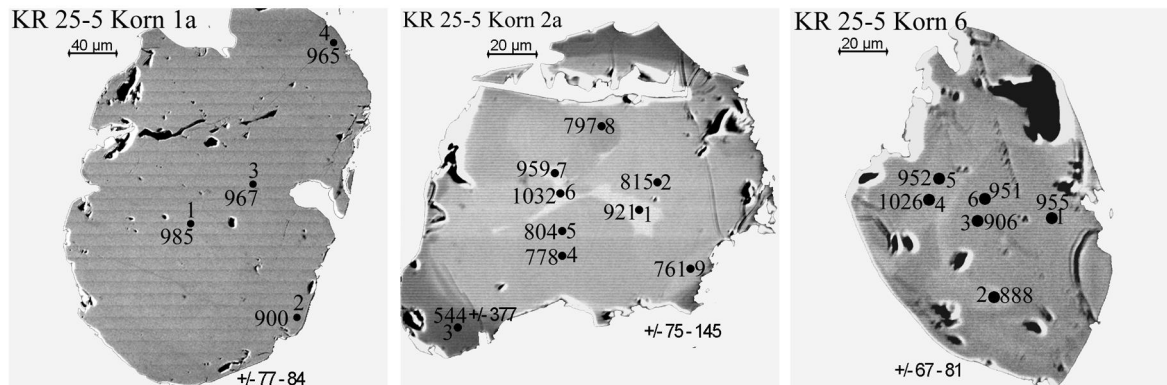 KR 25-5 Korn 1a
40 µm
4
965
3
967
1
985
2
900
+/- 77 - 84
KR 25-5 Korn 2a
20 µm
797 8
959 7
1032 6
815 2
921 1
804 5
778 4
761 9
544 +/- 377
3
+/- 75 - 145
KR 25-5 Korn 6
20 µm
952 5
1026 4
951
6
955
1
3 906
2 888
+/- 67 - 81